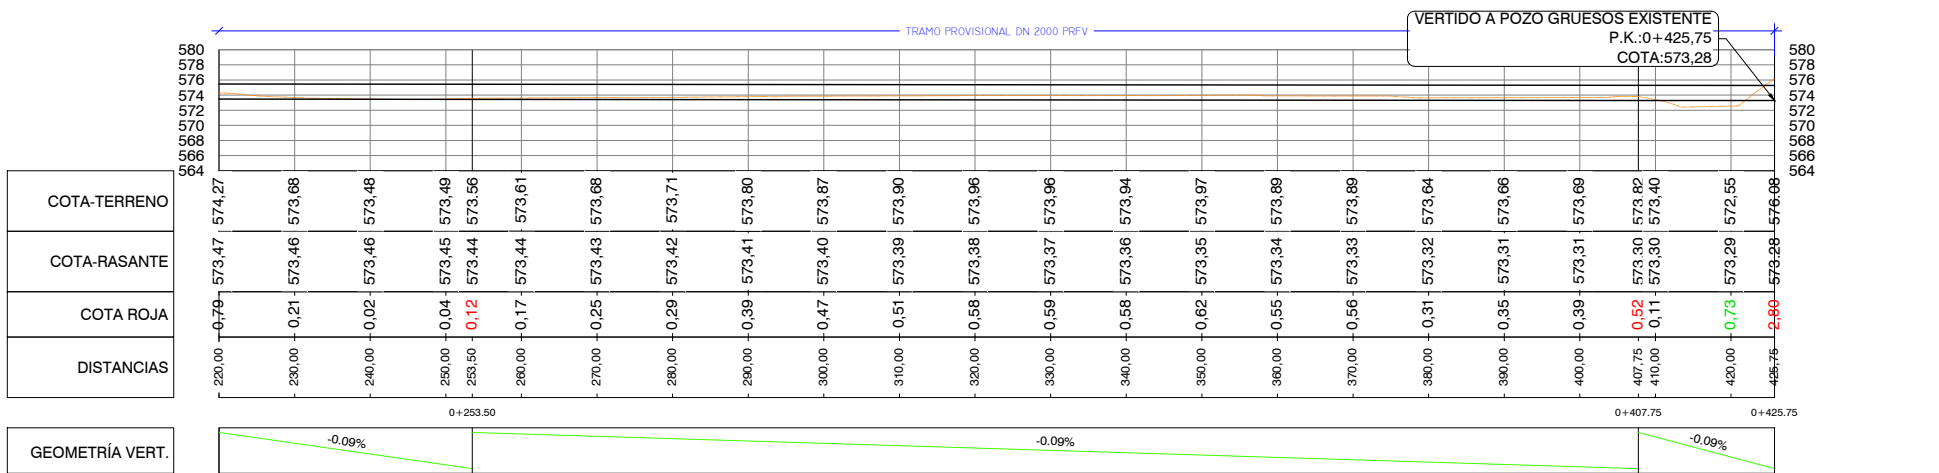 VERTIDO A POZO GRUESOS EXISTENTE
P.K.:0+425,75
COTA:573,28
TRAMO PROVISIONAL DN 2000 PRFV
580 580
578 578
576 576
574 574
572 572
570 570
568 568
566 566
564 564
COTA-TERRENO 574,27 573,68 573,48 573,49 573.56 573,61 573,68 573,71 573,80 573,87 573,90 573,96 573,96 573,94 573,97 573,89 573,89 573,64 573,66 573,69 573.82 573,40 572,55 576.08
COTA-RASANTE 573,47 573,46 573,46 573,45 573.44 573,44 573,43 573,42 573,41 573,40 573,39 573,38 573,37 573,36 573,35 573,34 573,33 573,32 573,31 573,31 573.30 573,30 573,29 573.28
COTA ROJA 0,79 0,21 0,02 0,04 0,12 0,17 0,25 0,29 0,39 0,47 0,51 0,58 0,59 0,58 0,62 0,55 0,56 0,31 0,35 0,39 0,52 0,11 0,73 2,80
DISTANCIAS 220,00 230,00 240,00 250,00 253,50 260,00 270,00 280,00 290,00 300,00 310,00 320,00 330,00 340,00 350,00 360,00 370,00 380,00 390,00 400,00 407,75 410,00 420,00 425,75
0+253.50 0+407.75 0+425.75
GEOMETRÍA VERT. -0.09% -0.09% -0.09%